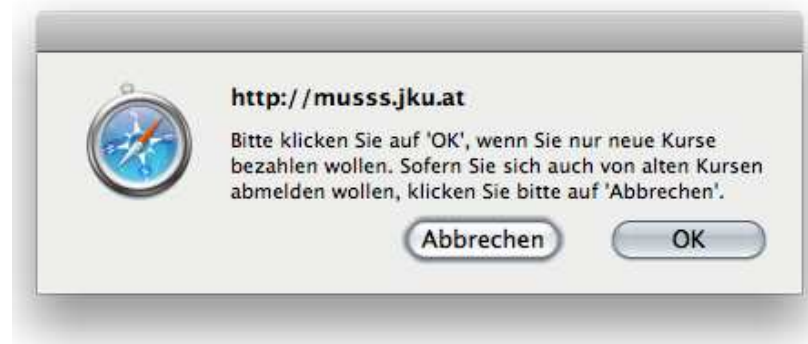 http://musss.jku.at
Bitte klicken Sie auf 'OK', wenn Sie nur neue Kurse
bezahlen wollen. Sofern Sie sich auch von alten Kursen
abmelden wollen, klicken Sie bitte auf 'Abbrechen'.
Abbrechen OK